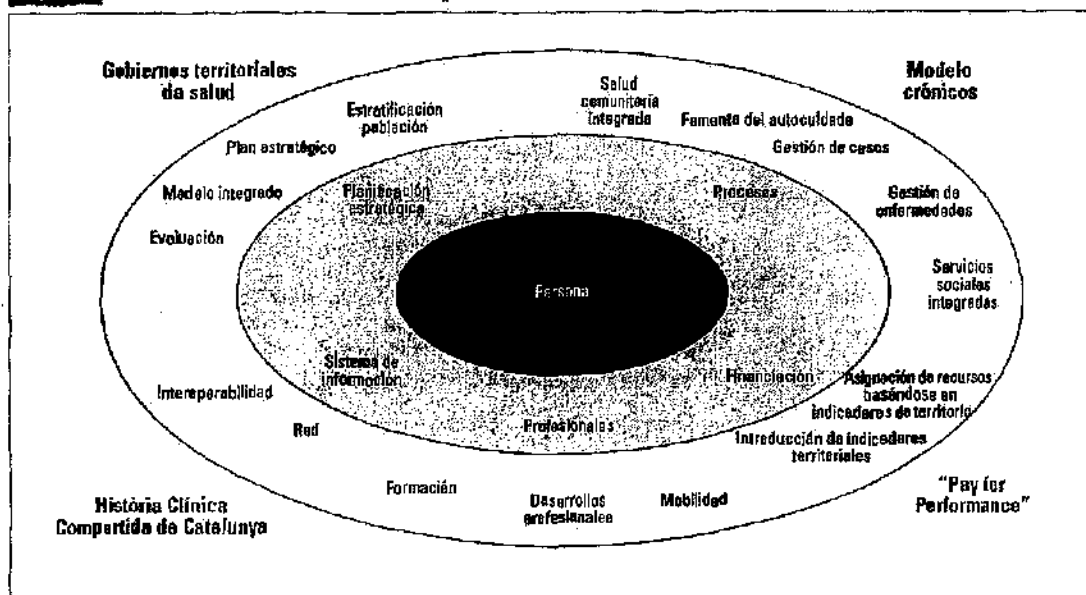 Gobiernos territoriales
de salud
Modelo
crónicos
Salud
comunitaria
integrada
Estratificación
población
Fomento del autocuidado
Plan estratégico
Gestión de casos
Modelo integrado
Planificación
estratégica
Procesos
Gestión de
enfermedades
Evaluación
Servicios
sociales
integrados
Persona
Sistema de
información
Financiación
Asignación de recursos
basándose en
indicadores de territorio
Interoperabilidad
Red
Profesionales
Introducción de indicadores
territoriales
Formación
Desarrollos
profesionales
Mobilidad
Història Clínica
Compartida de Catalunya
"Pay for
Performance"